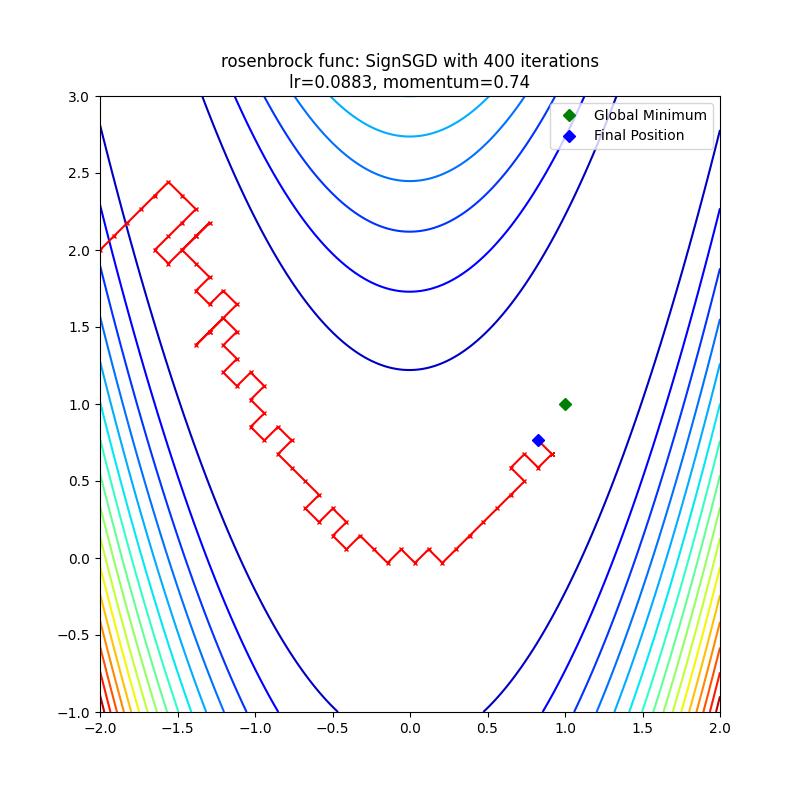 rosenbrock func: SignSGD with 400 iterations
lr=0.0883, momentum=0.74
Global Minimum
Final Position
3.0
2.5
2.0
1.5
1.0
0.5
0.0
−0.5
−1.0
−2.0 −1.5 −1.0 −0.5 0.0 0.5 1.0 1.5 2.0